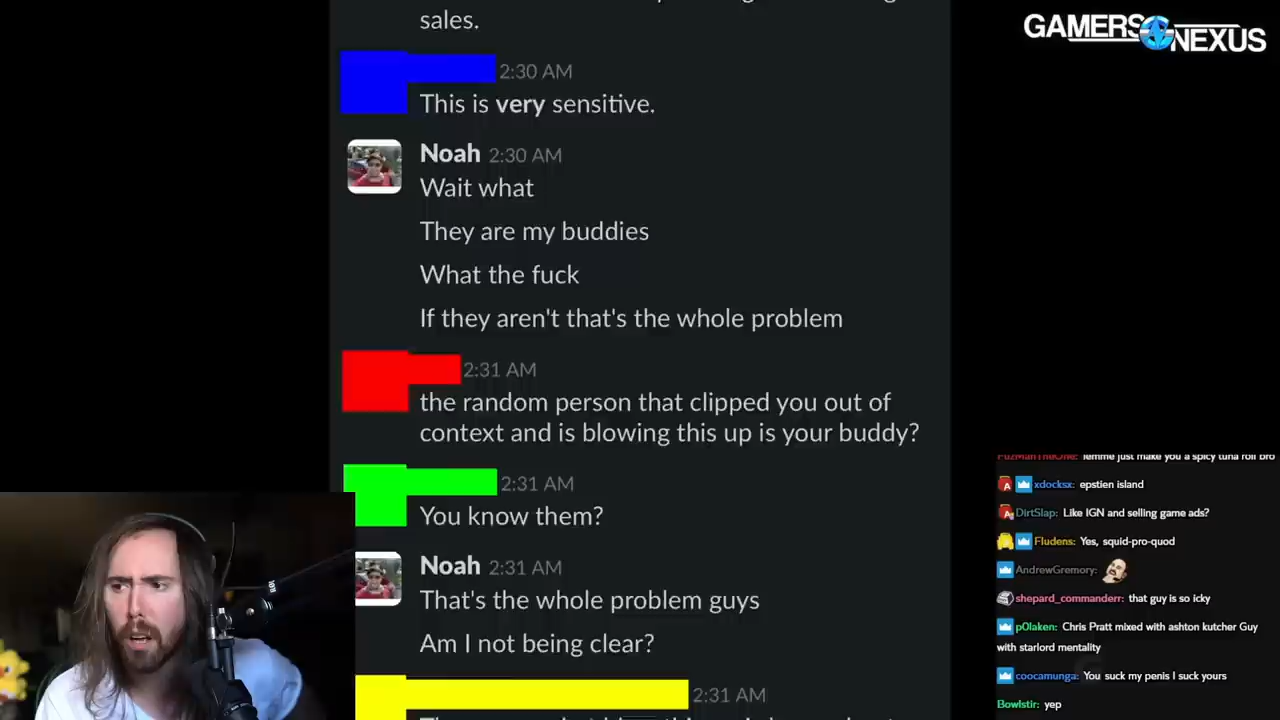 sales.
GAMERS NEXUS
2:30 AM
This is very sensitive.
Noah 2:30 AM
Wait what
They are my buddies
What the fuck
If they aren't that's the whole problem
2:31 AM
the random person that clipped you out of
context and is blowing this up is your buddy?
2:31 AM
You know them?
Noah 2:31 AM
That's the whole problem guys
Am I not being clear?
2:31 AM
lemme just make you a spicy tuna roll bro
xdocksx: epstien island
DirtSlap: Like IGN and selling game ads?
Fludens: Yes, squid-pro-quod
AndrewGremory:
shepard_commanderr: that guy is so icky
p0laken: Chris Pratt mixed with ashton kutcher Guy
with starlord mentality
coocamunga: You suck my penis I suck yours
Bowlstir: yep